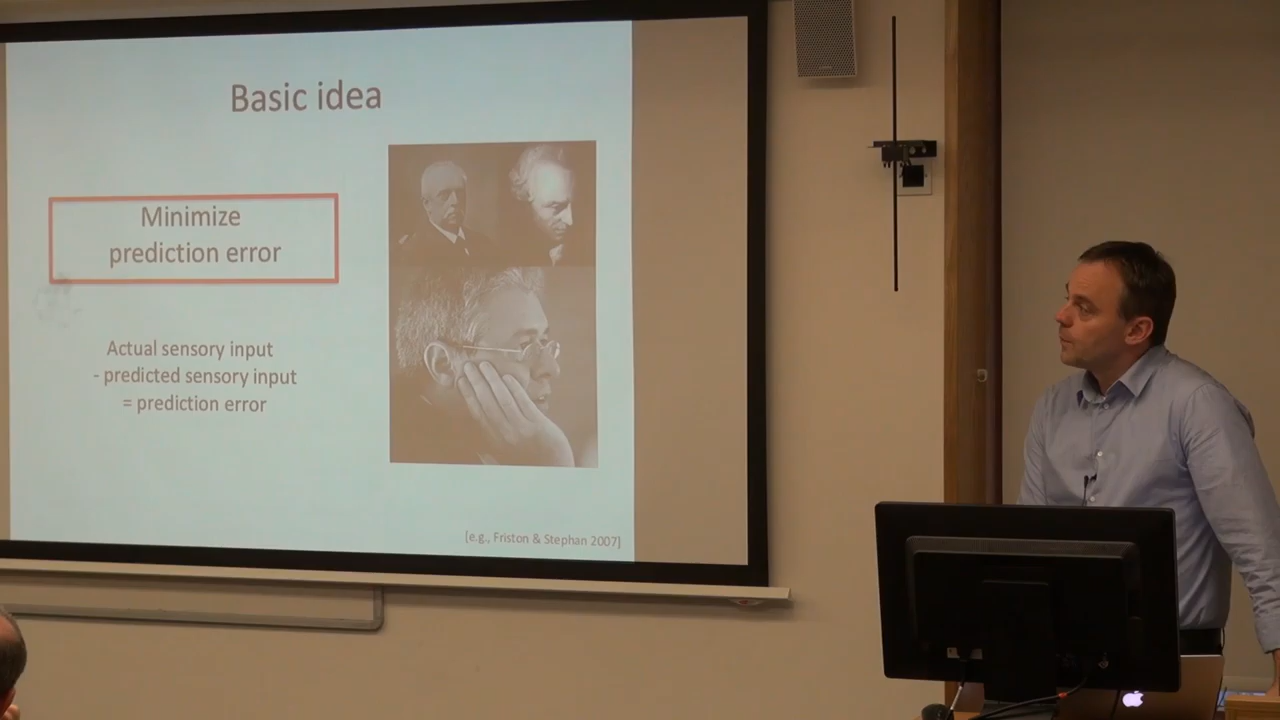 Basic idea
Minimize
prediction error
Actual sensory input
- predicted sensory input
= prediction error
[e.g., Friston & Stephan 2007]